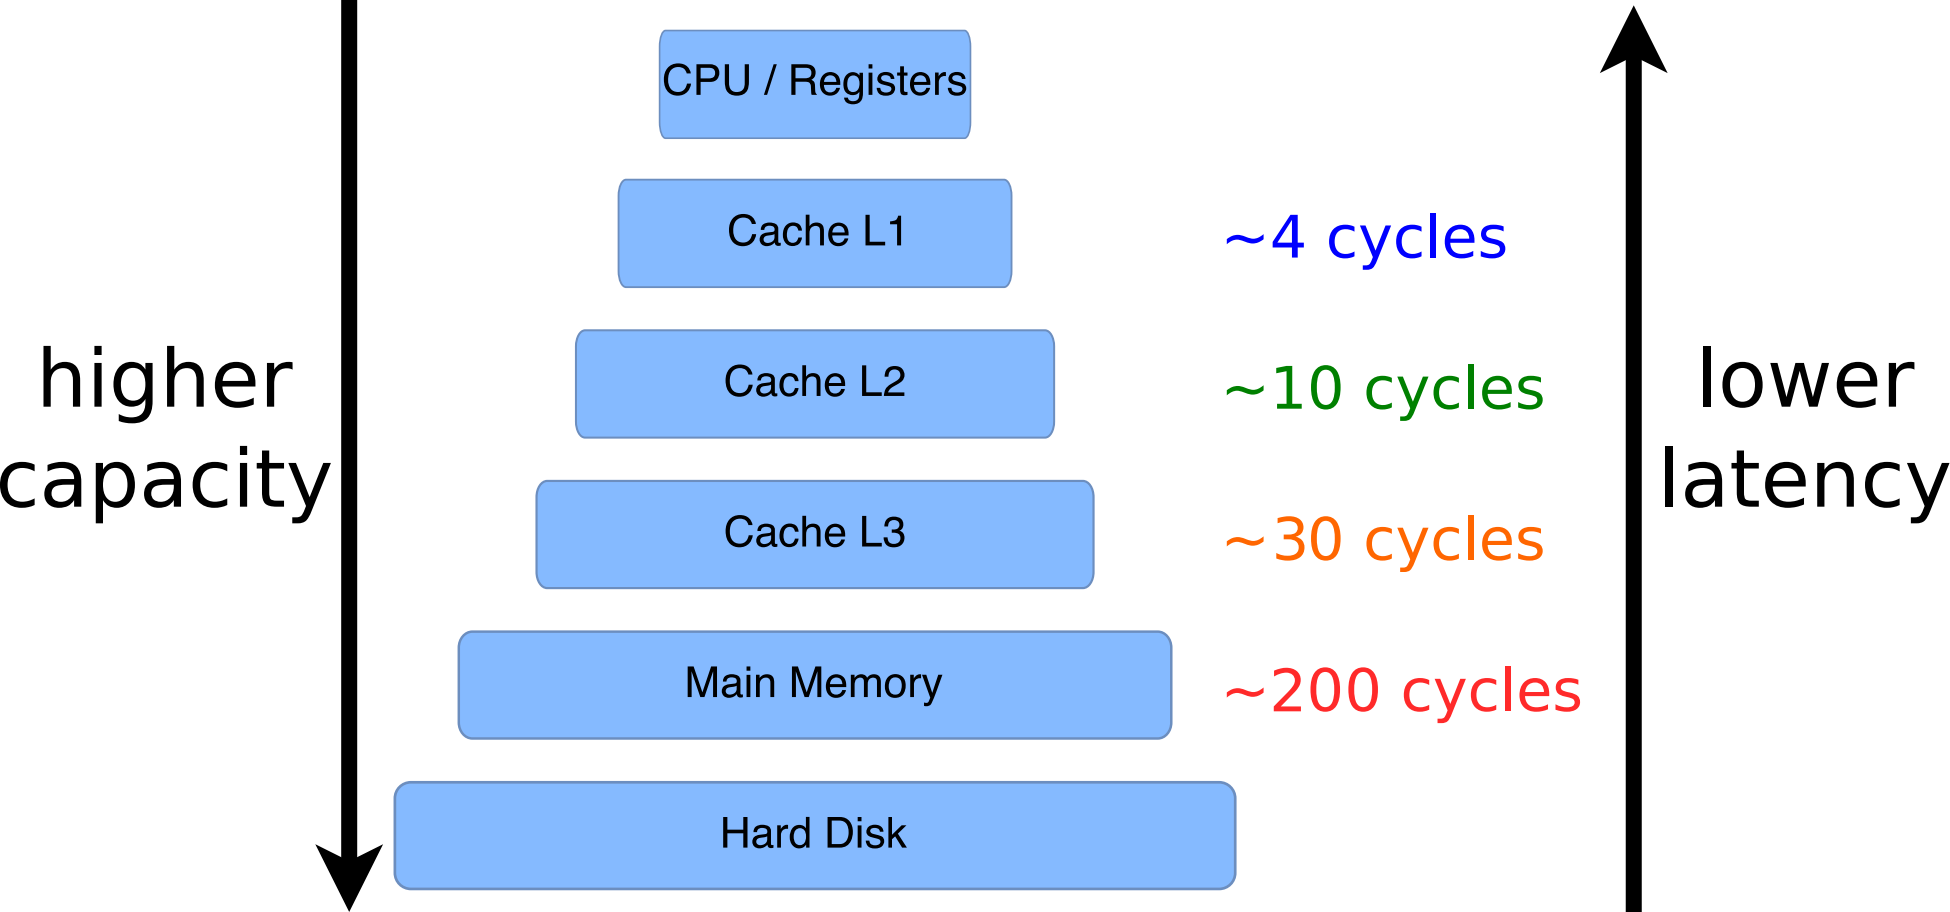 CPU / Registers
Cache L1
~4 cycles
Cache L2
~10 cycles
higher
capacity
lower
latency
Cache L3
~30 cycles
Main Memory
~200 cycles
Hard Disk